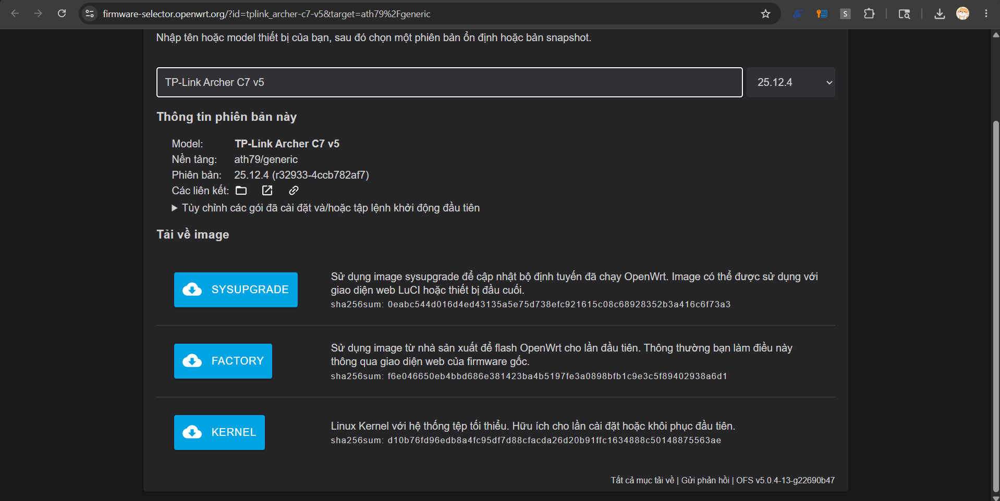 firmware-selector.openwrt.org/?id=tplink_archer-c7-v5&target=ath79%2Fgeneric
S
Nhập tên hoặc model thiết bị của bạn, sau đó chọn một phiên bản ổn định hoặc bản snapshot.
TP-Link Archer C7 v5
25.12.4
Thông tin phiên bản này
Model: TP-Link Archer C7 v5
Nền tảng: ath79/generic
Phiên bản: 25.12.4 (r32933-4ccb782af7)
Các liên kết:
Tùy chỉnh các gói đã cài đặt và/hoặc tập lệnh khởi động đầu tiên
Tải về image
SYSUPGRADE
Sử dụng image sysupgrade để cập nhật bộ định tuyến đã chạy OpenWrt. Image có thể được sử dụng với
giao diện web LuCI hoặc thiết bị đầu cuối.
sha256sum: 0eabc544d016d4ed43135a5e75d738efc921615c08c68928352b3a416c6f73a3
FACTORY
Sử dụng image từ nhà sản xuất để flash OpenWrt cho lần đầu tiên. Thông thường bạn làm điều này
thông qua giao diện web của firmware gốc.
sha256sum: f6e046650eb4bbd686e381423ba4b5197fe3a0898bfb1c9e3c5f89402938a6d1
KERNEL
Linux Kernel với hệ thống tệp tối thiểu. Hữu ích cho lần cài đặt hoặc khôi phục đầu tiên.
sha256sum: d10b76fd96edb8a4fc95df7d88cfacda26d20b91ffc1634888c50148875563ae
Tất cả mục tải về | Gửi phản hồi | OFS v5.0.4-13-g22690b47